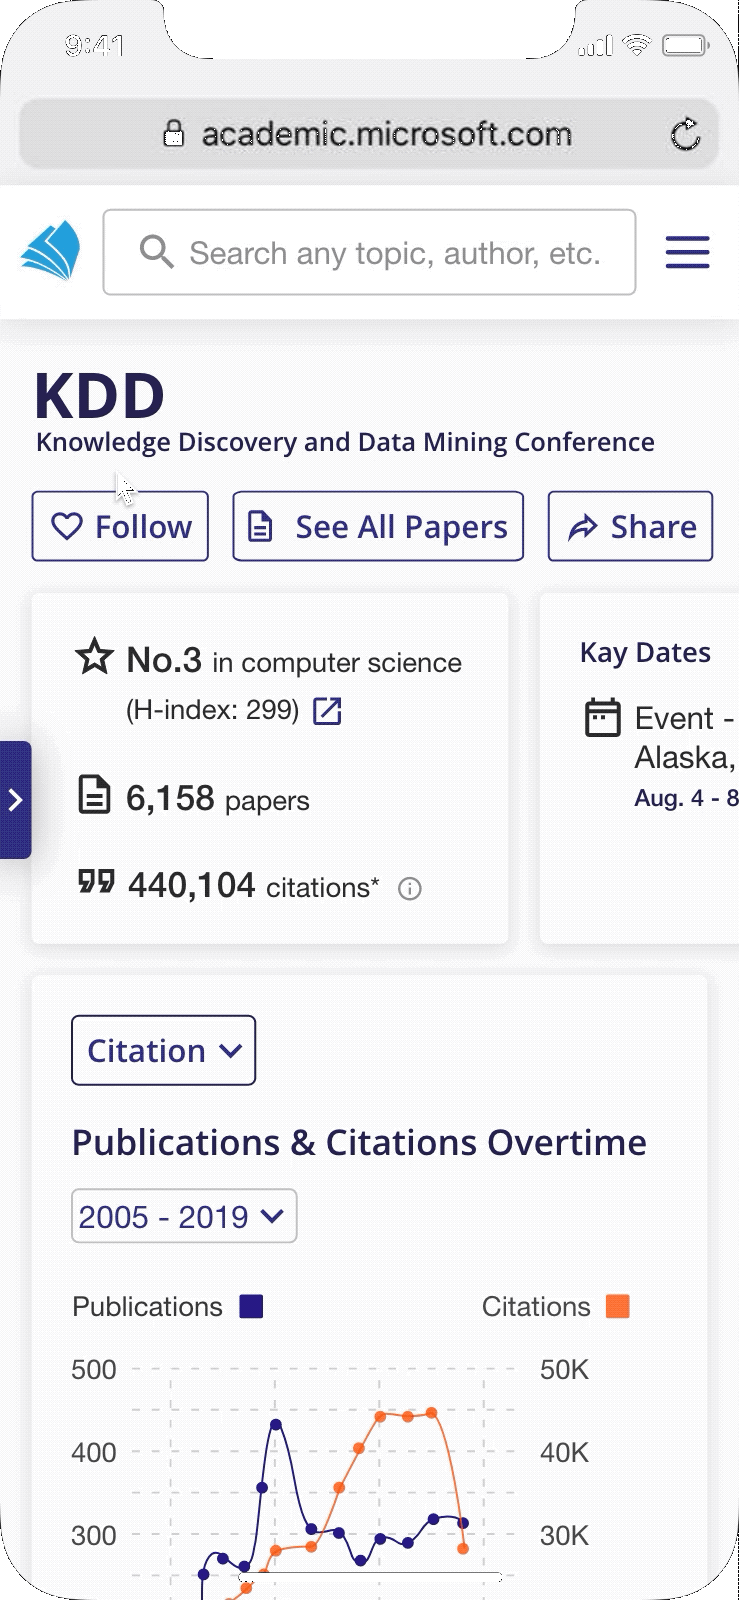 9:41
academic.microsoft.com
Search any topic, author, etc.
KDD
Knowledge Discovery and Data Mining Conference
Follow
See All Papers
Share
No.3 in computer science
(H-index: 299)
6,158 papers
440,104 citations*
Kay Dates
Event -
Alaska,
Aug. 4 - 8
Citation
Publications & Citations Overtime
2005 - 2019
Publications
Citations
500
50K
400
40K
300
30K